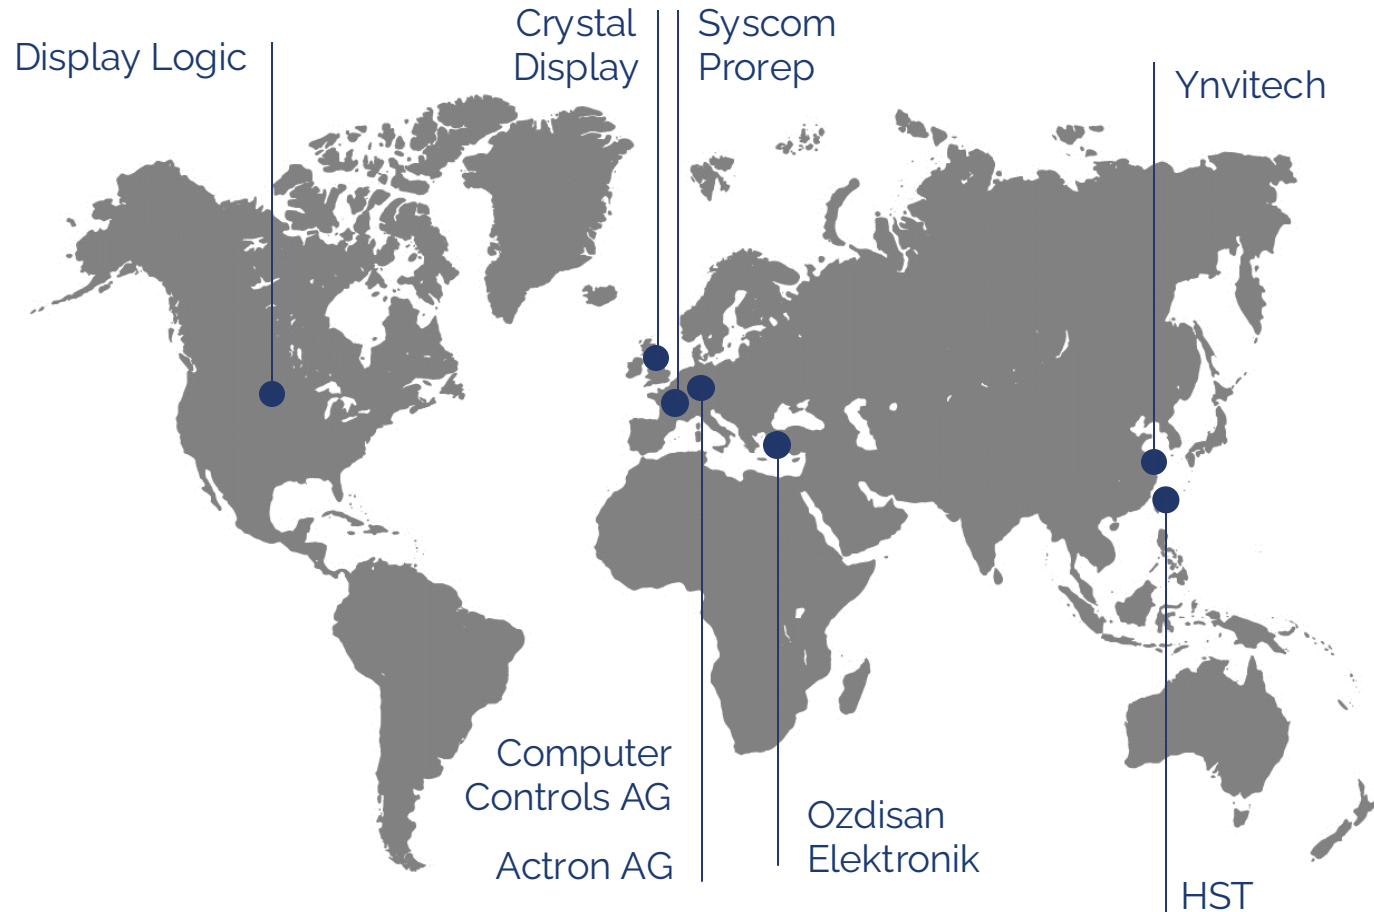 Display Logic
Crystal
Display
Syscom
Prorep
Ynvitech
Computer
Controls AG
Actron AG
Ozdisan
Elektronik
HST